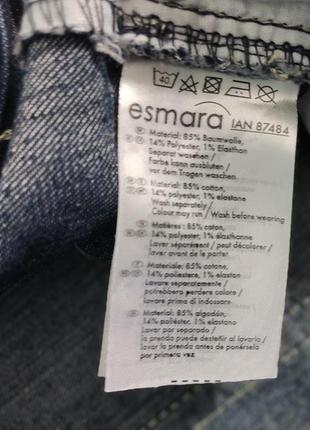 40
esmara IAN 87484
Material: 85% Baumwolle,
14% Polyester, 1% Elasthan
Separat waschen/
Farbe kann ausbluten/
vor dem Tragen waschen
Material: 85% cotton,
14% polyester, 1% elastane
Wash separately/
Colour may run/ Wash before wearing
Matières: 85% coton,
14% polyester, 1% élasthanne
Laver séparément/ peut décolorer/
laver avant de le porter.
Materiale: 85% cotone,
14% poliestere, 1% elastan
Lavare separatamente/
potrebbero perdere colore/
lavare prima di indossare.
Material: 85% algodón,
14% poliéster, 1% elastano
Lavar por separado/
la prenda puede desteñir al lavarla/
lavar la prenda antes de ponérsela
por primera vez